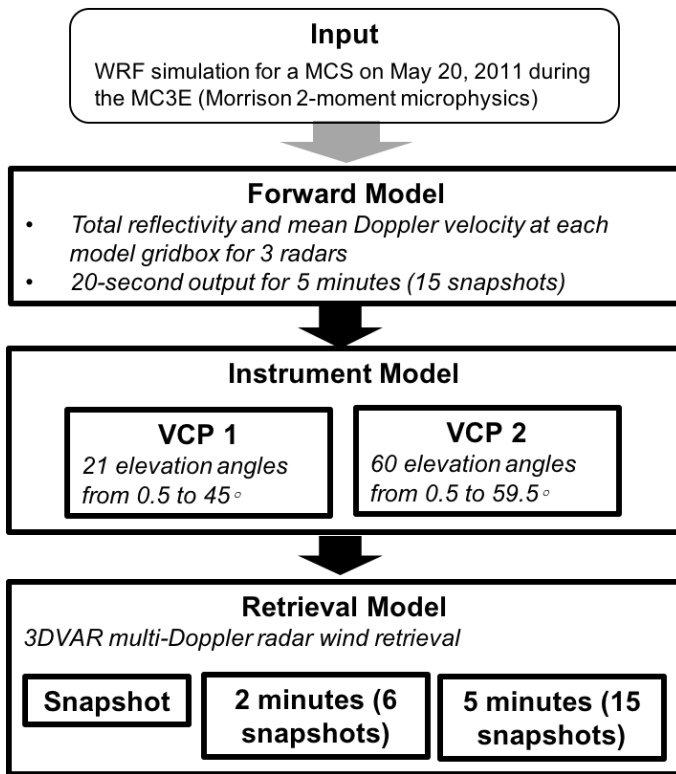 Input
WRF simulation for a MCS on May 20, 2011 during
the MC3E (Morrison 2-moment microphysics)
Forward Model
• Total reflectivity and mean Doppler velocity at each
model gridbox for 3 radars
• 20-second output for 5 minutes (15 snapshots)
Instrument Model
VCP 1
21 elevation angles
from 0.5 to 45°
VCP 2
60 elevation angles
from 0.5 to 59.5°
Retrieval Model
3DVAR multi-Doppler radar wind retrieval
Snapshot
2 minutes (6
snapshots)
5 minutes (15
snapshots)